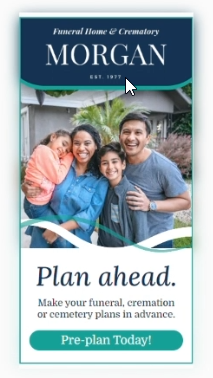 Funeral Home & Crematory
MORGAN
EST. 1977
Plan ahead.
Make your funeral, cremation
or cemetery plans in advance.
Pre-plan Today!